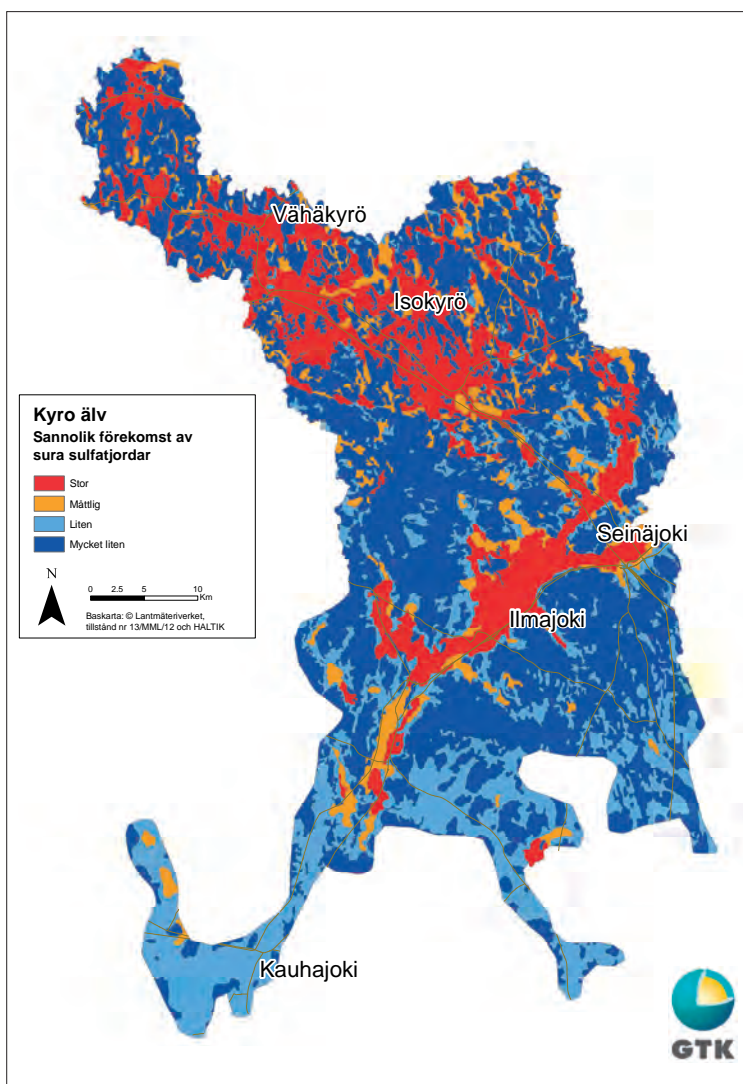 Vähäkyrö
Isokyrö
Kyro älv
Sannolik förekomst av
sura sulfatjordar
Stor
Måttlig
Liten
Mycket liten
N
0 2.5 5 10
Km
Baskarta: © Lantmäteriverket,
tillstånd nr 13/MML/12 och HALTIK
Seinäjoki
Ilmajoki
Kauhajoki
GTK